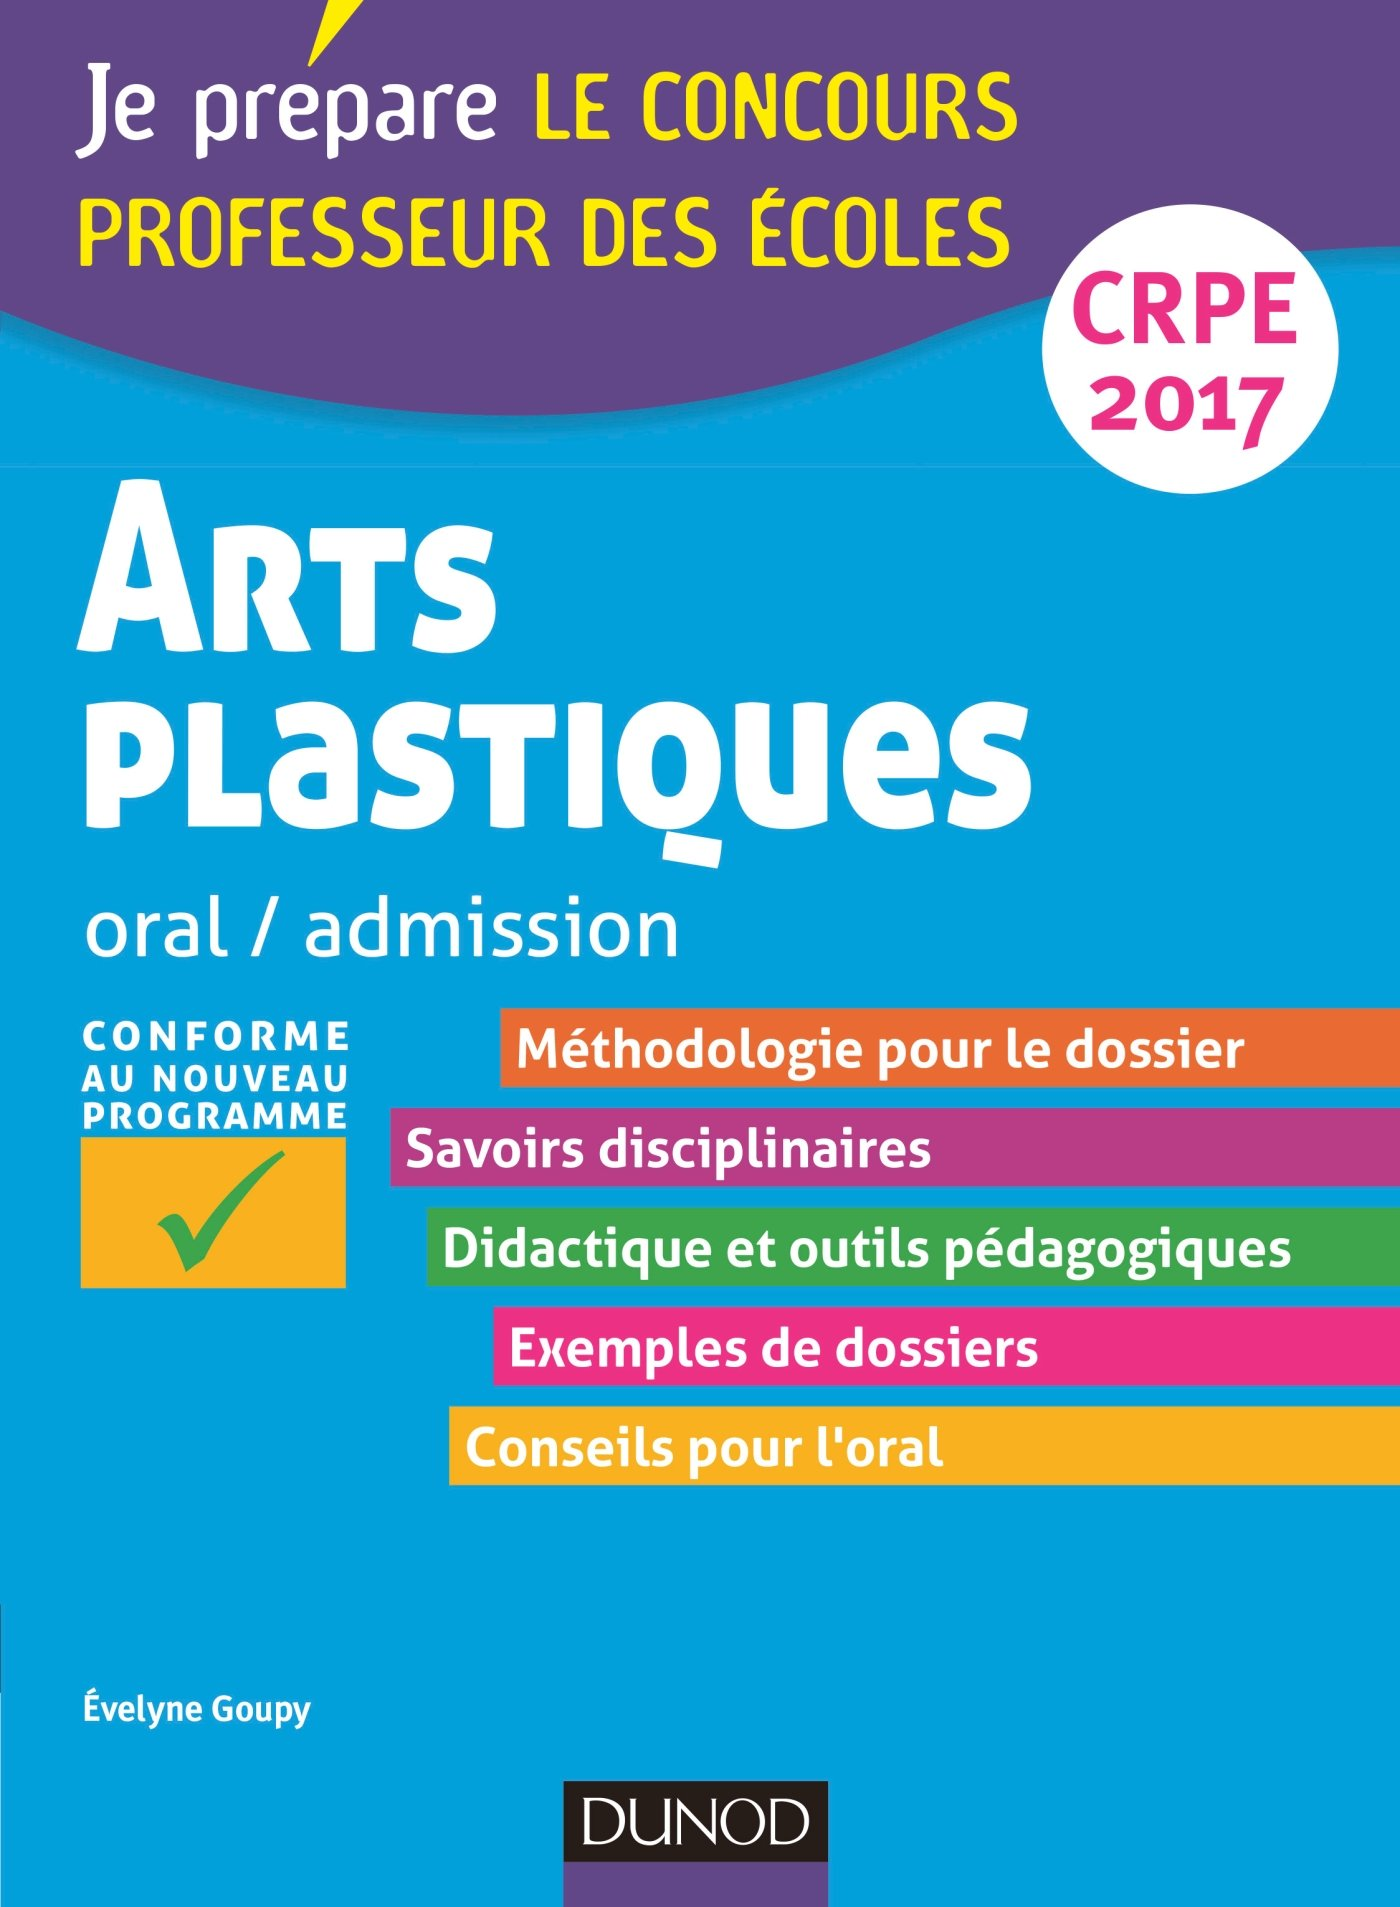 Je prépare LE CONCOURS
PROFESSEUR DES ÉCOLES
CRPE
2017
ARTS
PLASTIQUES
oral / admission
CONFORME
AU NOUVEAU
PROGRAMME
Méthodologie pour le dossier
Savoirs disciplinaires
Didactique et outils pédagogiques
Exemples de dossiers
Conseils pour l'oral
Évelyne Goupy
DUNOD